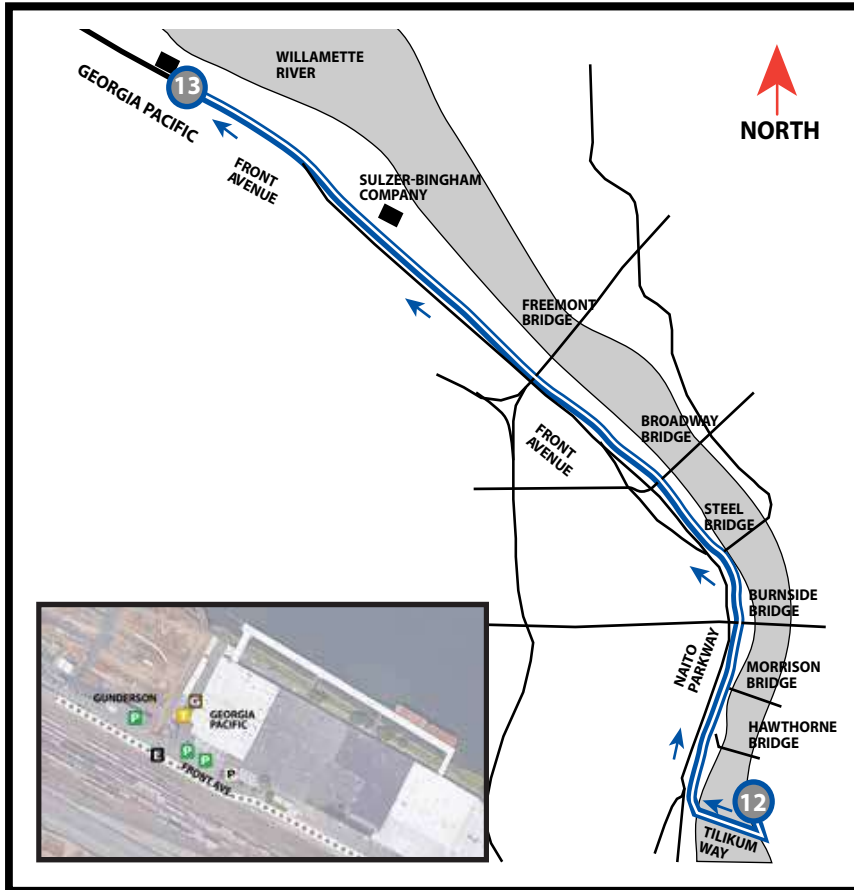 WILLAMETTE
RIVER
NORTH
GEORGIA PACIFIC
13
FRONT
AVENUE
SULZER-BINGHAM
COMPANY
FREEMONT
BRIDGE
BROADWAY
BRIDGE
FRONT
AVENUE
STEEL
BRIDGE
BURNSIDE
BRIDGE
NAITO
PARKWAY
MORRISON
BRIDGE
HAWTHORNE
BRIDGE
12
TILIKUM
WAY
GUNDERSON
P
G
T
GEORGIA
PACIFIC
E
P
P
P
FRONT AVE